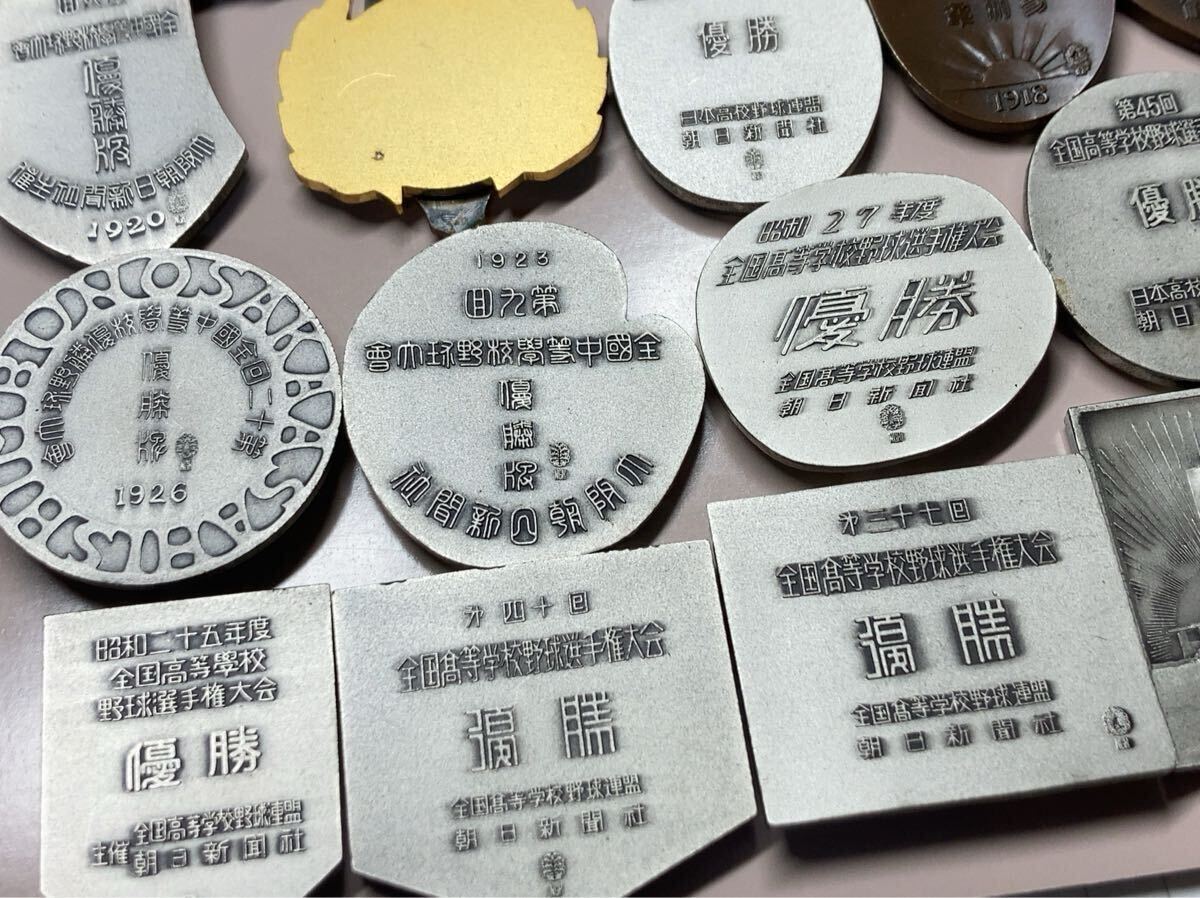 全國中等學校野球大會
優勝牌
大阪朝日新聞社主催
1920
優勝
日本高校野球連盟
朝日新聞社
1918
第45回
全国高等学校野球選
優勝
日本高校
朝日
第十二回全國中等學校優勝野球大會
優勝牌
1926
1923
第九回
全國中等學校野球大會
優勝牌
大阪朝日新聞社
昭和27年度
全国高等学校野球選手権大会
優勝
全国高等学校野球連盟
朝日新聞社
昭和二十五年度
全国高等學校
野球選手権大会
優勝
全国高等学校野球連盟
主催朝日新聞社
第四十回
全国高等学校野球選手権大会
優勝
全国高等学校野球連盟
朝日新聞社
第三十七回
全国高等学校野球選手権大会
優勝
全国高等学校野球連盟
朝日新聞社